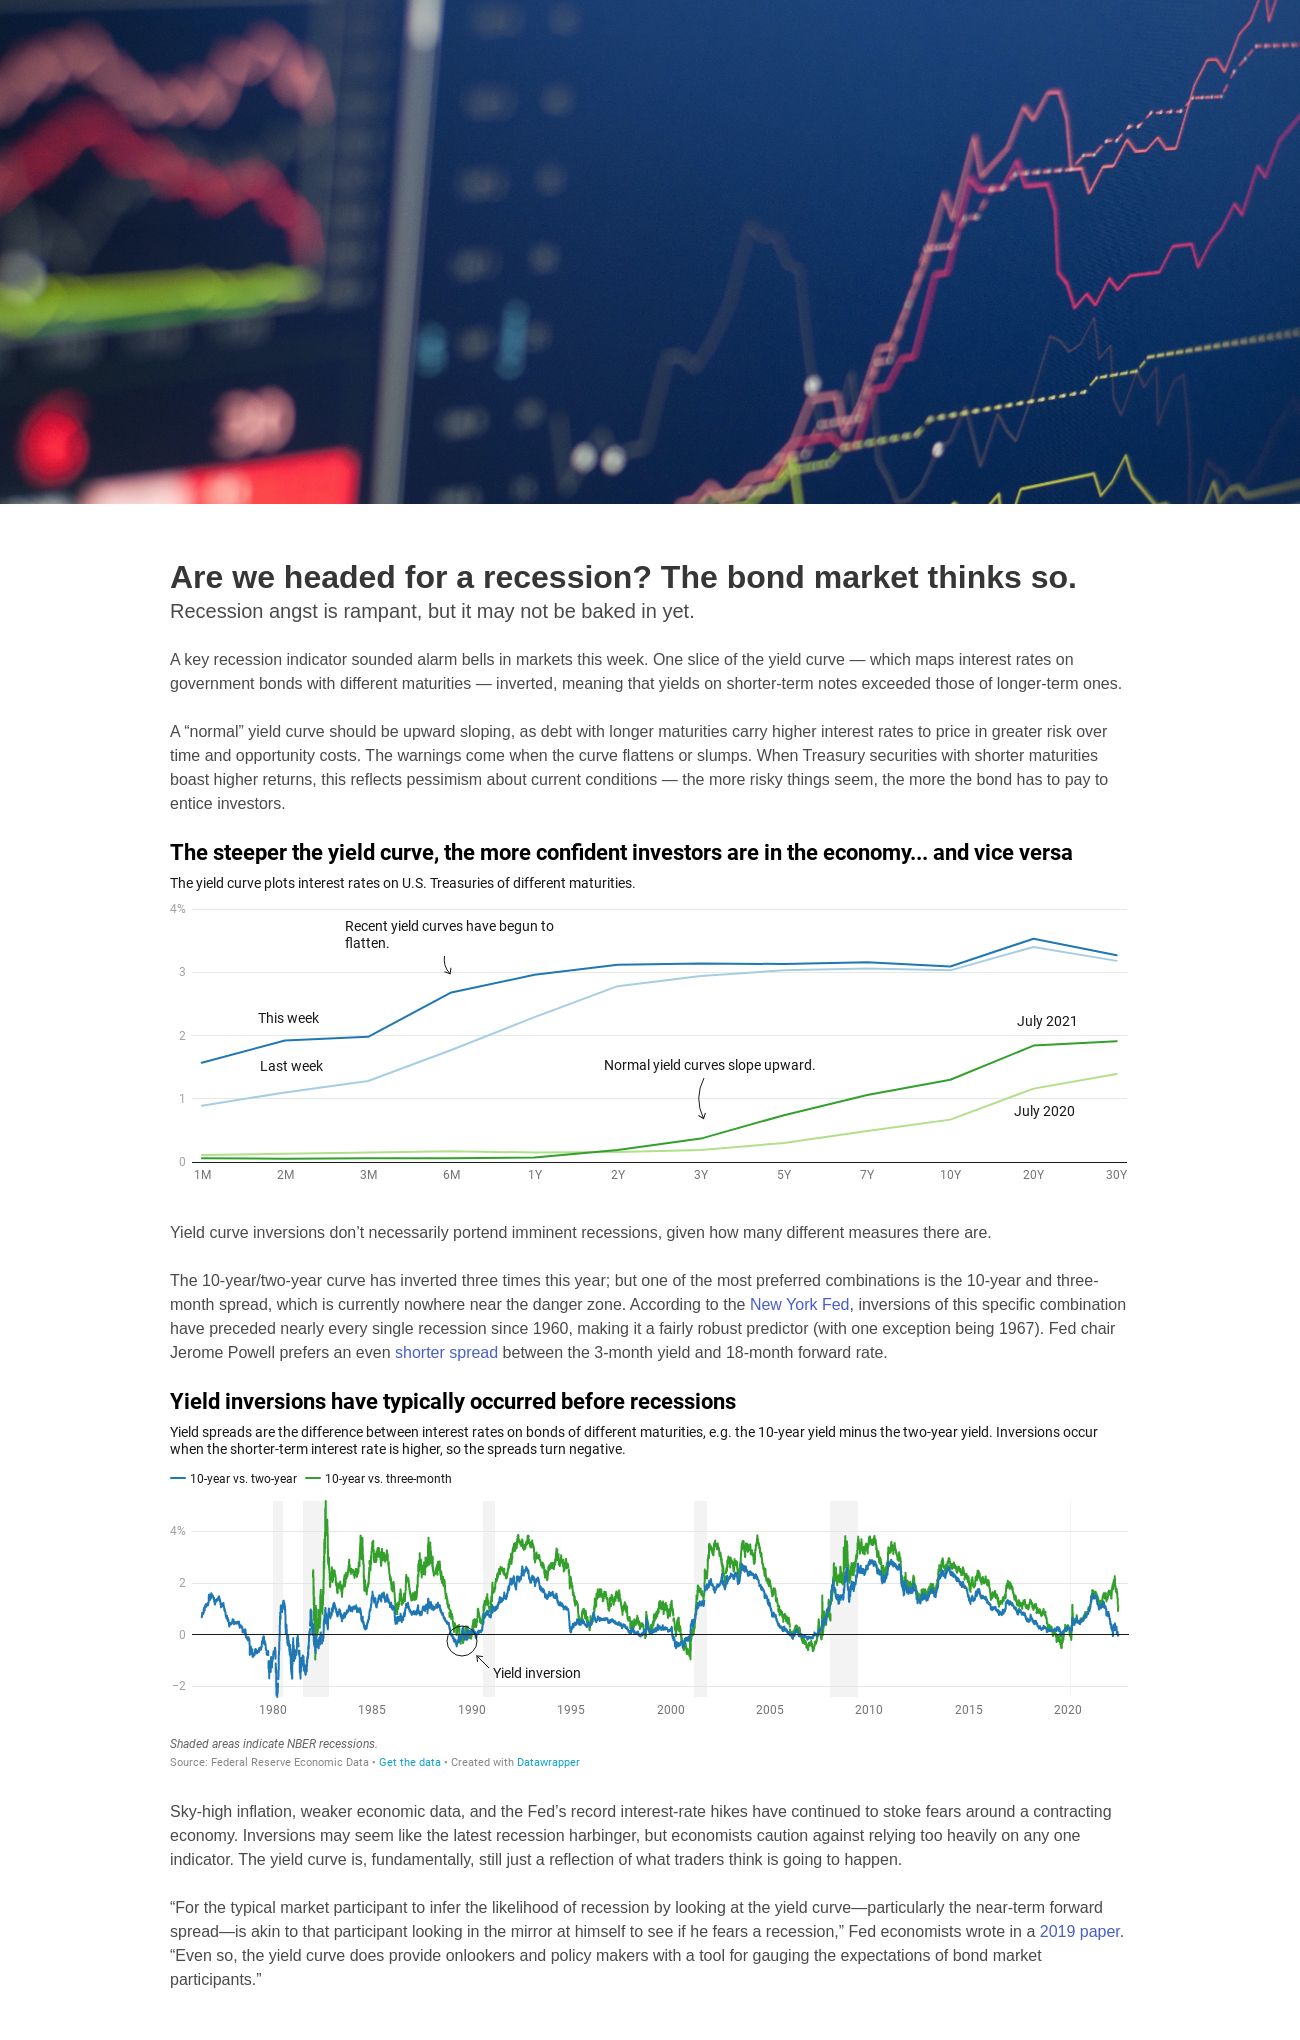 Are we headed for a recession? The bond market thinks so.
Recession angst is rampant, but it may not be baked in yet.
A key recession indicator sounded alarm bells in markets this week. One slice of the yield curve — which maps interest rates on
government bonds with different maturities — inverted, meaning that yields on shorter-term notes exceeded those of longer-term ones.
A “normal” yield curve should be upward sloping, as debt with longer maturities carry higher interest rates to price in greater risk over
time and opportunity costs. The warnings come when the curve flattens or slumps. When Treasury securities with shorter maturities
boast higher returns, this reflects pessimism about current conditions — the more risky things seem, the more the bond has to pay to
entice investors.
The steeper the yield curve, the more confident investors are in the economy... and vice versa
The yield curve plots interest rates on U.S. Treasuries of different maturities.
4%
Recent yield curves have begun to
flatten.
3
This week
2
July 2021
Last week
Normal yield curves slope upward.
1
July 2020
0
1M 2M 3M 6M 1Y 2Y 3Y 5Y 7Y 10Y 20Y 30Y
Yield curve inversions don’t necessarily portend imminent recessions, given how many different measures there are.
The 10-year/two-year curve has inverted three times this year; but one of the most preferred combinations is the 10-year and three-
month spread, which is currently nowhere near the danger zone. According to the New York Fed, inversions of this specific combination
have preceded nearly every single recession since 1960, making it a fairly robust predictor (with one exception being 1967). Fed chair
Jerome Powell prefers an even shorter spread between the 3-month yield and 18-month forward rate.
Yield inversions have typically occurred before recessions
Yield spreads are the difference between interest rates on bonds of different maturities, e.g. the 10-year yield minus the two-year yield. Inversions occur
when the shorter-term interest rate is higher, so the spreads turn negative.
10-year vs. two-year 10-year vs. three-month
4%
2
0
Yield inversion
−2
1980 1985 1990 1995 2000 2005 2010 2015 2020
Shaded areas indicate NBER recessions.
Source: Federal Reserve Economic Data • Get the data • Created with Datawrapper
Sky-high inflation, weaker economic data, and the Fed’s record interest-rate hikes have continued to stoke fears around a contracting
economy. Inversions may seem like the latest recession harbinger, but economists caution against relying too heavily on any one
indicator. The yield curve is, fundamentally, still just a reflection of what traders think is going to happen.
“For the typical market participant to infer the likelihood of recession by looking at the yield curve—particularly the near-term forward
spread—is akin to that participant looking in the mirror at himself to see if he fears a recession,” Fed economists wrote in a 2019 paper.
“Even so, the yield curve does provide onlookers and policy makers with a tool for gauging the expectations of bond market
participants.”